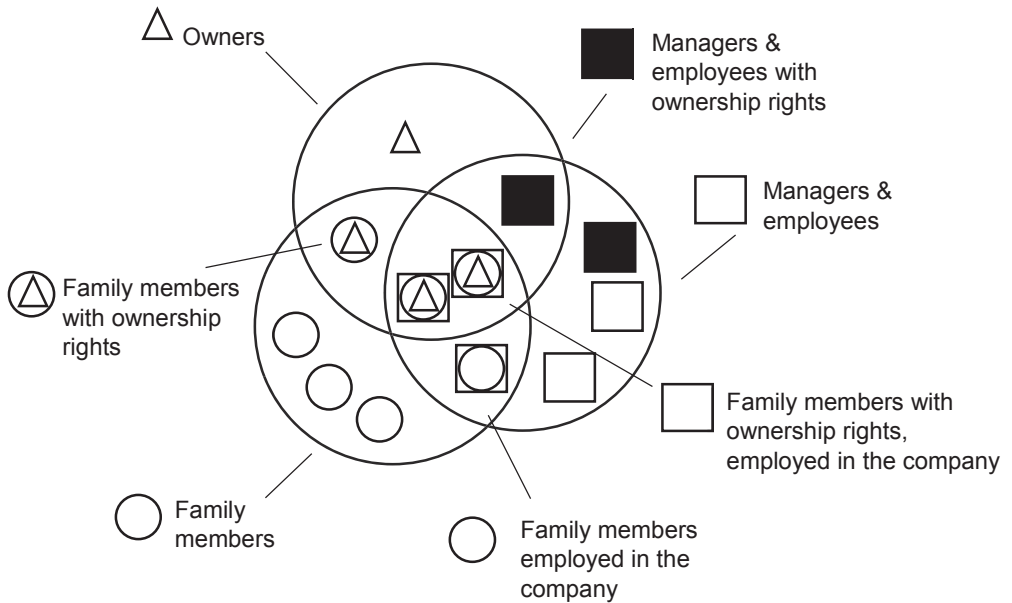 Owners
Managers &
employees with
ownership rights
Managers &
employees
Family members
with ownership
rights
Family members with
ownership rights,
employed in the company
Family
members
Family members
employed in the
company